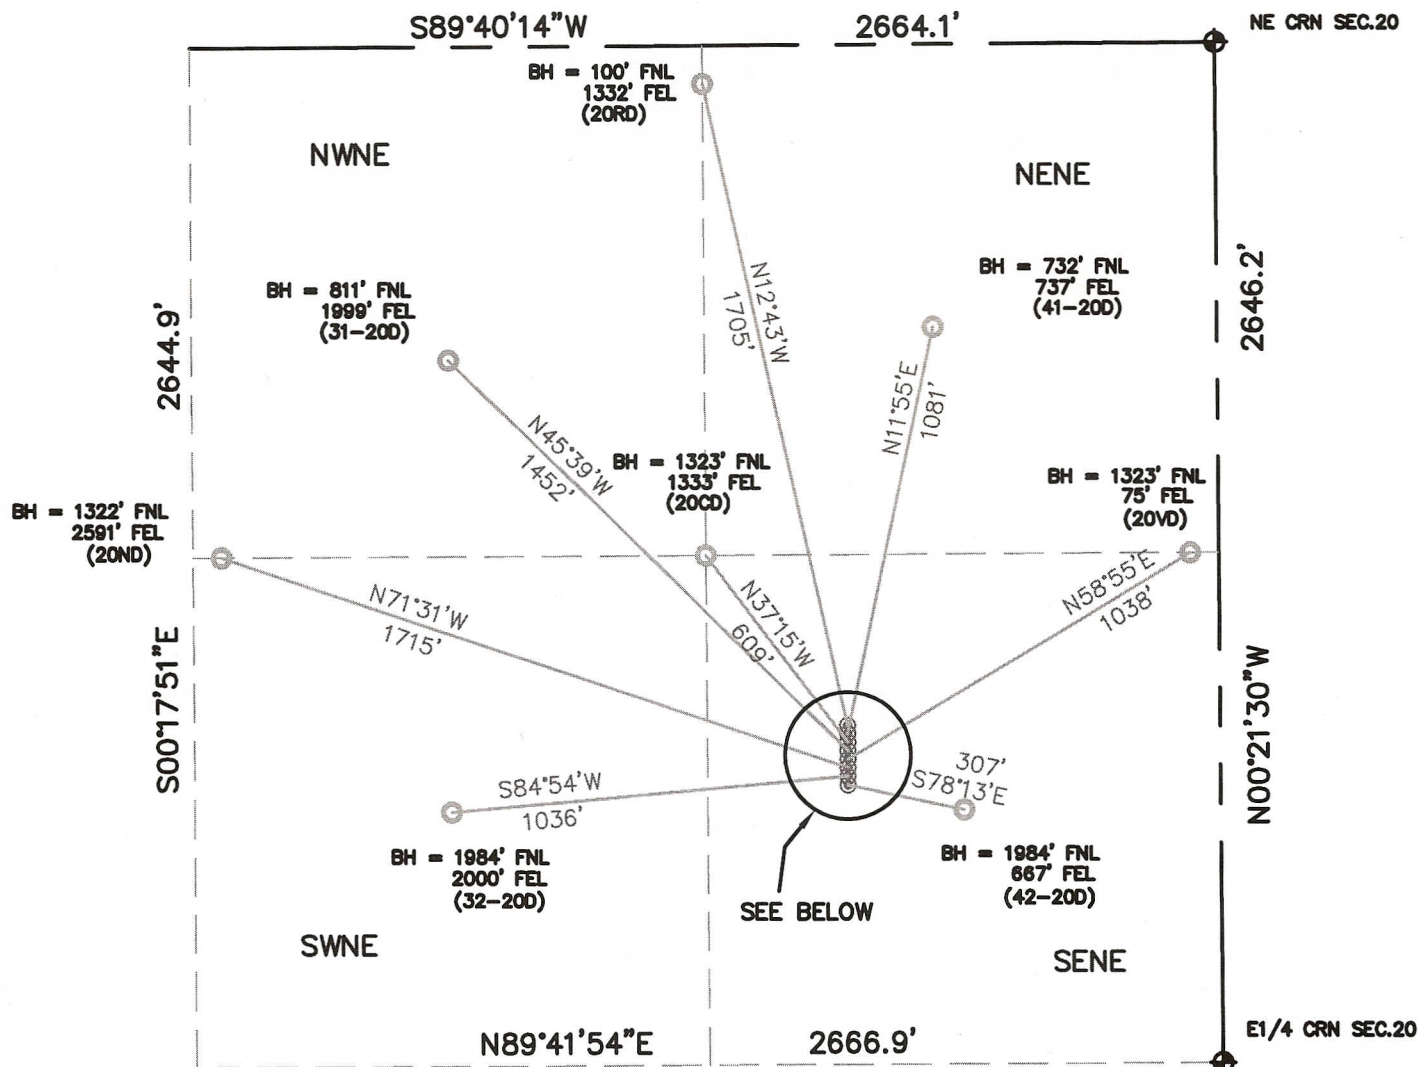 S89°40'14"W
2664.1'
NE CRN SEC.20
BH = 100' FNL
1332' FEL
(20RD)
NWNE
NENE
BH = 732' FNL
737' FEL
(41-20D)
BH = 811' FNL
1999' FEL
(31-20D)
N12°43'W
1705'
2644.9'
2646.2'
N11°55'E
1081'
N45°39'W
1452'
BH = 1323' FNL
1333' FEL
(20CD)
BH = 1323' FNL
75' FEL
(20VD)
BH = 1322' FNL
2591' FEL
(20ND)
N71°31'W
1715'
N37°15'W
609'
N58°55'E
1038'
S00°17'51"E
N00°21'30"W
S84°54'W
1036'
307'
S78°13'E
BH = 1984' FNL
2000' FEL
(32-20D)
BH = 1984' FNL
667' FEL
(42-20D)
SEE BELOW
SWNE
SENE
N89°41'54"E
2666.9'
E1/4 CRN SEC.20